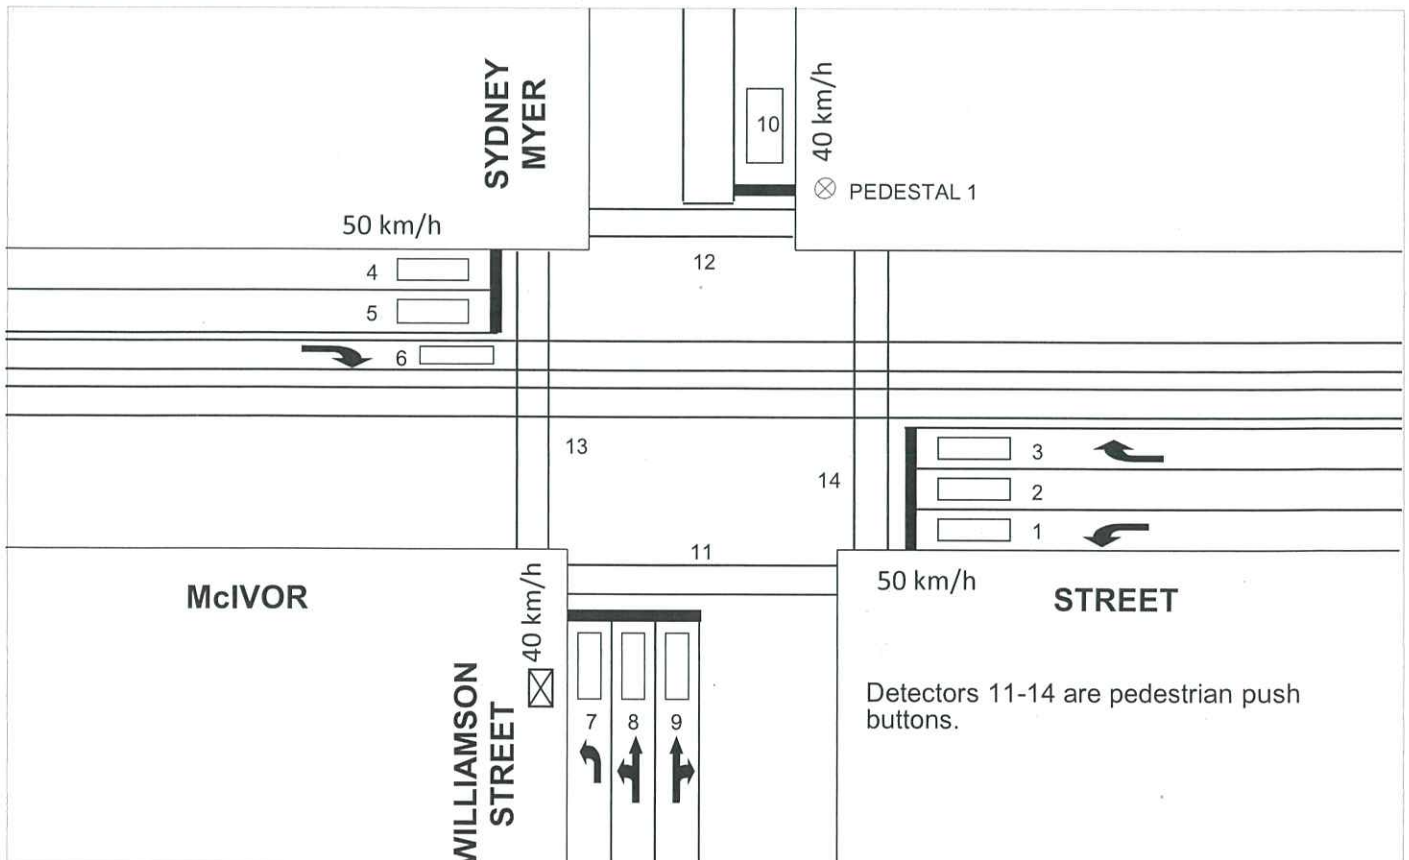 SYDNEY
MYER
10
40 km/h
PEDESTAL 1
50 km/h
4
12
5
6
13
3
14
2
1
11
McIVOR
40 km/h
50 km/h
STREET
WILLIAMSON
STREET
7
8
9
Detectors 11-14 are pedestrian push
buttons.